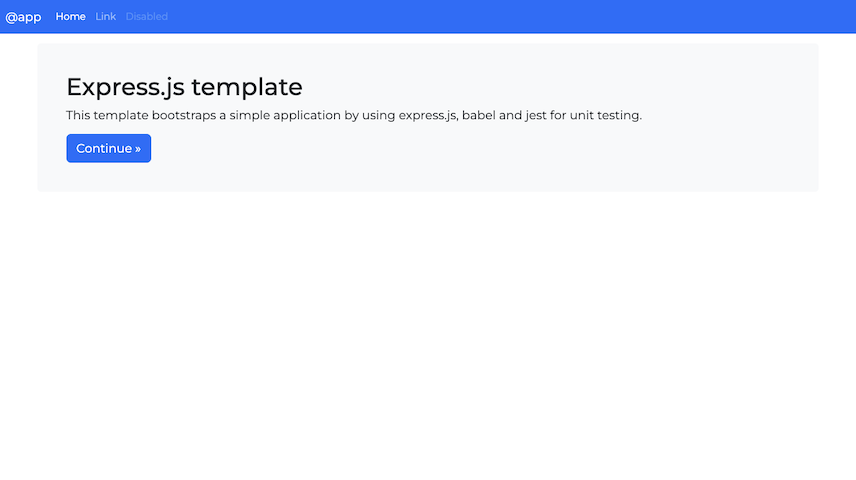 @app Home Link Disabled
Express.js template
This template bootstraps a simple application by using express.js, babel and jest for unit testing.
Continue »